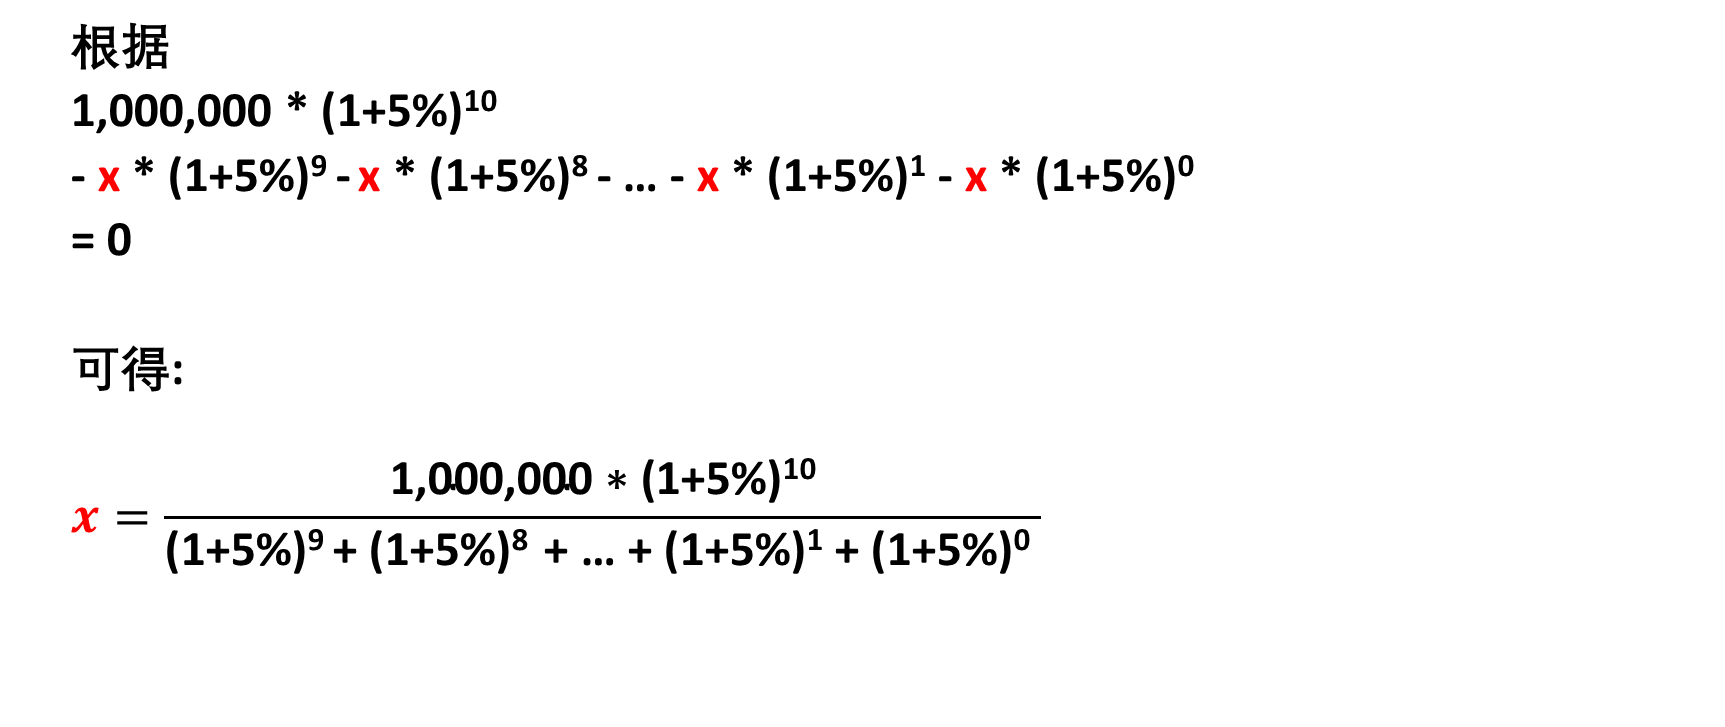 根据
1,000,000 * (1+5%)¹⁰
- x * (1+5%)⁹ - x * (1+5%)⁸ - ... - x * (1+5%)¹ - x * (1+5%)⁰
= 0
可得:
x = 1,000,000 * (1+5%)¹⁰
(1+5%)⁹ + (1+5%)⁸ + ... + (1+5%)¹ + (1+5%)⁰